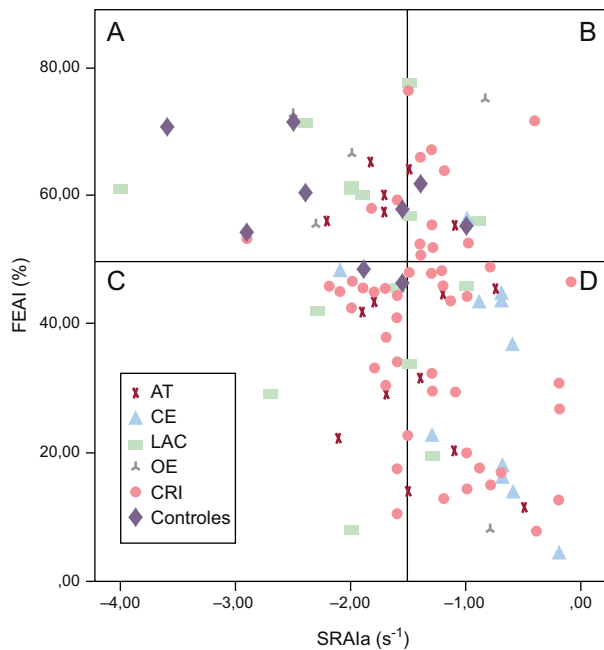 A
B
80,00
60,00
FEAI (%)
C
D
40,00
20,00
,00
AT
CE
LAC
OE
CRI
Controles
–4,00 –3,00 –2,00 –1,00 ,00
SRAIa (s⁻¹)